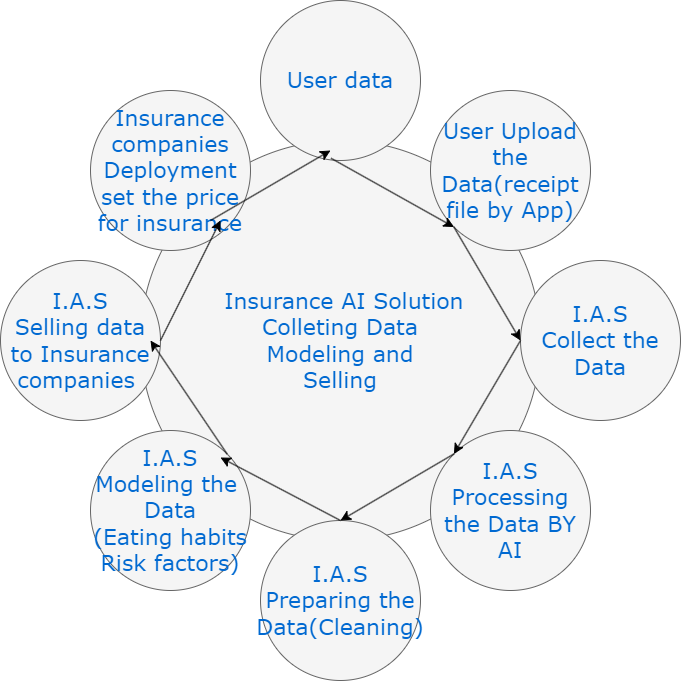 User data
User Upload
the
Data(receipt
file by App)
I.A.S
Collect the
Data
I.A.S
Processing
the Data BY
AI
I.A.S
Preparing the
Data(Cleaning)
I.A.S
Modeling the
Data
(Eating habits
Risk factors)
I.A.S
Selling data
to Insurance
companies
Insurance
companies
Deployment
set the price
for insurance
Insurance AI Solution
Colleting Data
Modeling and
Selling